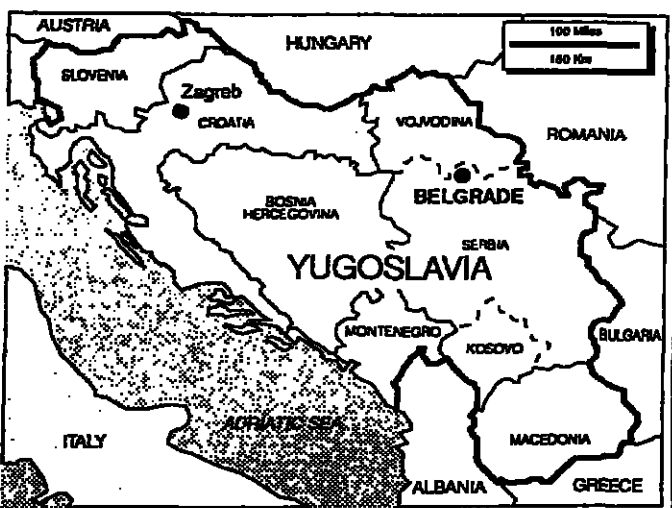 AUSTRIA
HUNGARY
100 Miles
150 Km
SLOVENIA
Zagreb
CROATIA
VOJVODINA
ROMANIA
BELGRADE
BOSNIA
HERCEGOVINA
SERBIA
YUGOSLAVIA
MONTENEGRO
KOSOVO
BULGARIA
ADRIATIC SEA
ITALY
MACEDONIA
ALBANIA
GREECE